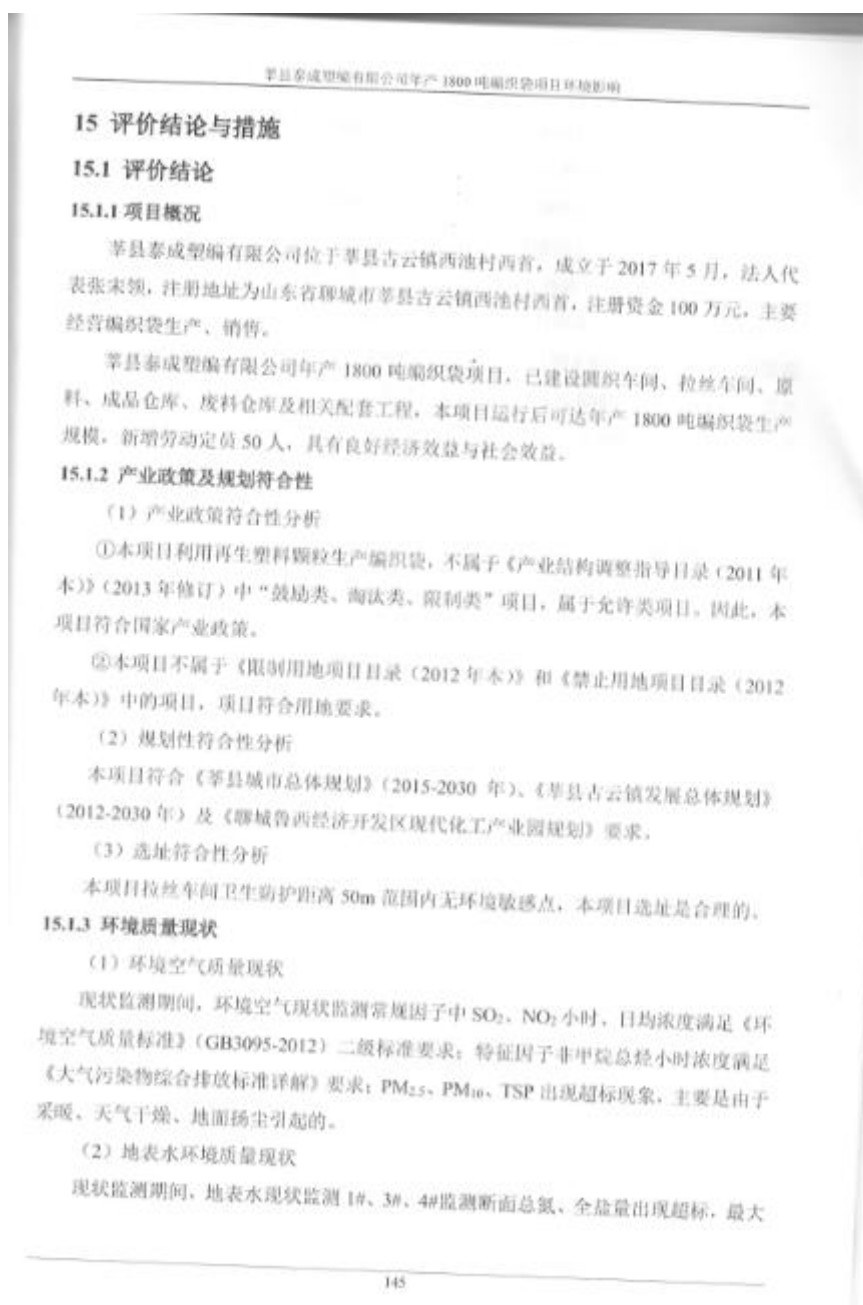 莘县泰成塑编有限公司年产 1800 吨编织袋项目环境影响
15 评价结论与措施
15.1 评价结论
15.1.1 项目概况
莘县泰成塑编有限公司位于莘县古云镇西池村西首，成立于 2017 年 5 月，法人代
表张宋领，注册地址为山东省聊城市莘县古云镇西池村西首，注册资金 100 万元，主要
经营编织袋生产、销售。
莘县泰成塑编有限公司年产 1800 吨编织袋项目，已建设圆织车间、拉丝车间、原
料、成品仓库、废料仓库及相关配套工程，本项目运行后可达年产 1800 吨编织袋生产
规模，新增劳动定员 50 人，具有良好经济效益与社会效益。
15.1.2 产业政策及规划符合性
（1）产业政策符合性分析
①本项目利用再生塑料颗粒生产编织袋，不属于《产业结构调整指导目录（2011 年
本）》（2013 年修订）中“鼓励类、淘汰类、限制类”项目，属于允许类项目。因此，本
项目符合国家产业政策。
②本项目不属于《限制用地项目目录（2012 年本）》和《禁止用地项目目录（2012
年本）》中的项目，项目符合用地要求。
（2）规划性符合性分析
本项目符合《莘县城市总体规划》（2015-2030 年）、《莘县古云镇发展总体规划》
（2012-2030 年）及《聊城鲁西经济开发区现代化工产业园规划》要求。
（3）选址符合性分析
本项目拉丝车间卫生防护距离 50m 范围内无环境敏感点，本项目选址是合理的。
15.1.3 环境质量现状
（1）环境空气质量现状
现状监测期间，环境空气现状监测常规因子中 SO₂、NO₂ 小时、日均浓度满足《环
境空气质量标准》（GB3095-2012）二级标准要求；特征因子非甲烷总烃小时浓度满足
《大气污染物综合排放标准详解》要求；PM₂.₅、PM₁₀、TSP 出现超标现象，主要是由于
采暖、天气干燥、地面扬尘引起的。
（2）地表水环境质量现状
现状监测期间，地表水现状监测 1#、3#、4#监测断面总氮、全盐量出现超标，最大
145